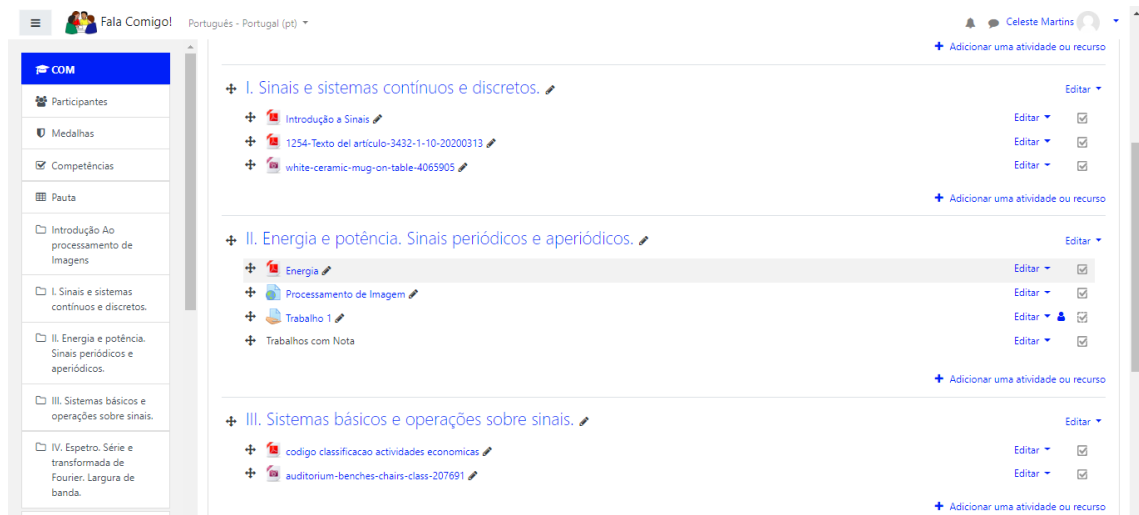 Fala Comigo!
Português - Portugal (pt)
Celeste Martins
COM
Participantes
Medalhas
Competências
Pauta
Introdução Ao
processamento de
Imagens
I. Sinais e sistemas
contínuos e discretos.
II. Energia e potência.
Sinais periódicos e
aperiódicos.
III. Sistemas básicos e
operações sobre sinais.
IV. Espetro. Série e
transformada de
Fourier. Largura de
banda.
Adicionar uma atividade ou recurso
I. Sinais e sistemas contínuos e discretos.
Editar
Introdução a Sinais
Editar
1254-Texto del artículo-3432-1-10-20200313
Editar
white-ceramic-mug-on-table-4065905
Editar
Adicionar uma atividade ou recurso
II. Energia e potência. Sinais periódicos e aperiódicos.
Editar
Energia
Editar
Processamento de Imagem
Editar
Trabalho 1
Editar
Trabalhos com Nota
Editar
Adicionar uma atividade ou recurso
III. Sistemas básicos e operações sobre sinais.
Editar
codigo classificacao actividades economicas
Editar
auditorium-benches-chairs-class-207691
Editar
Adicionar uma atividade ou recurso